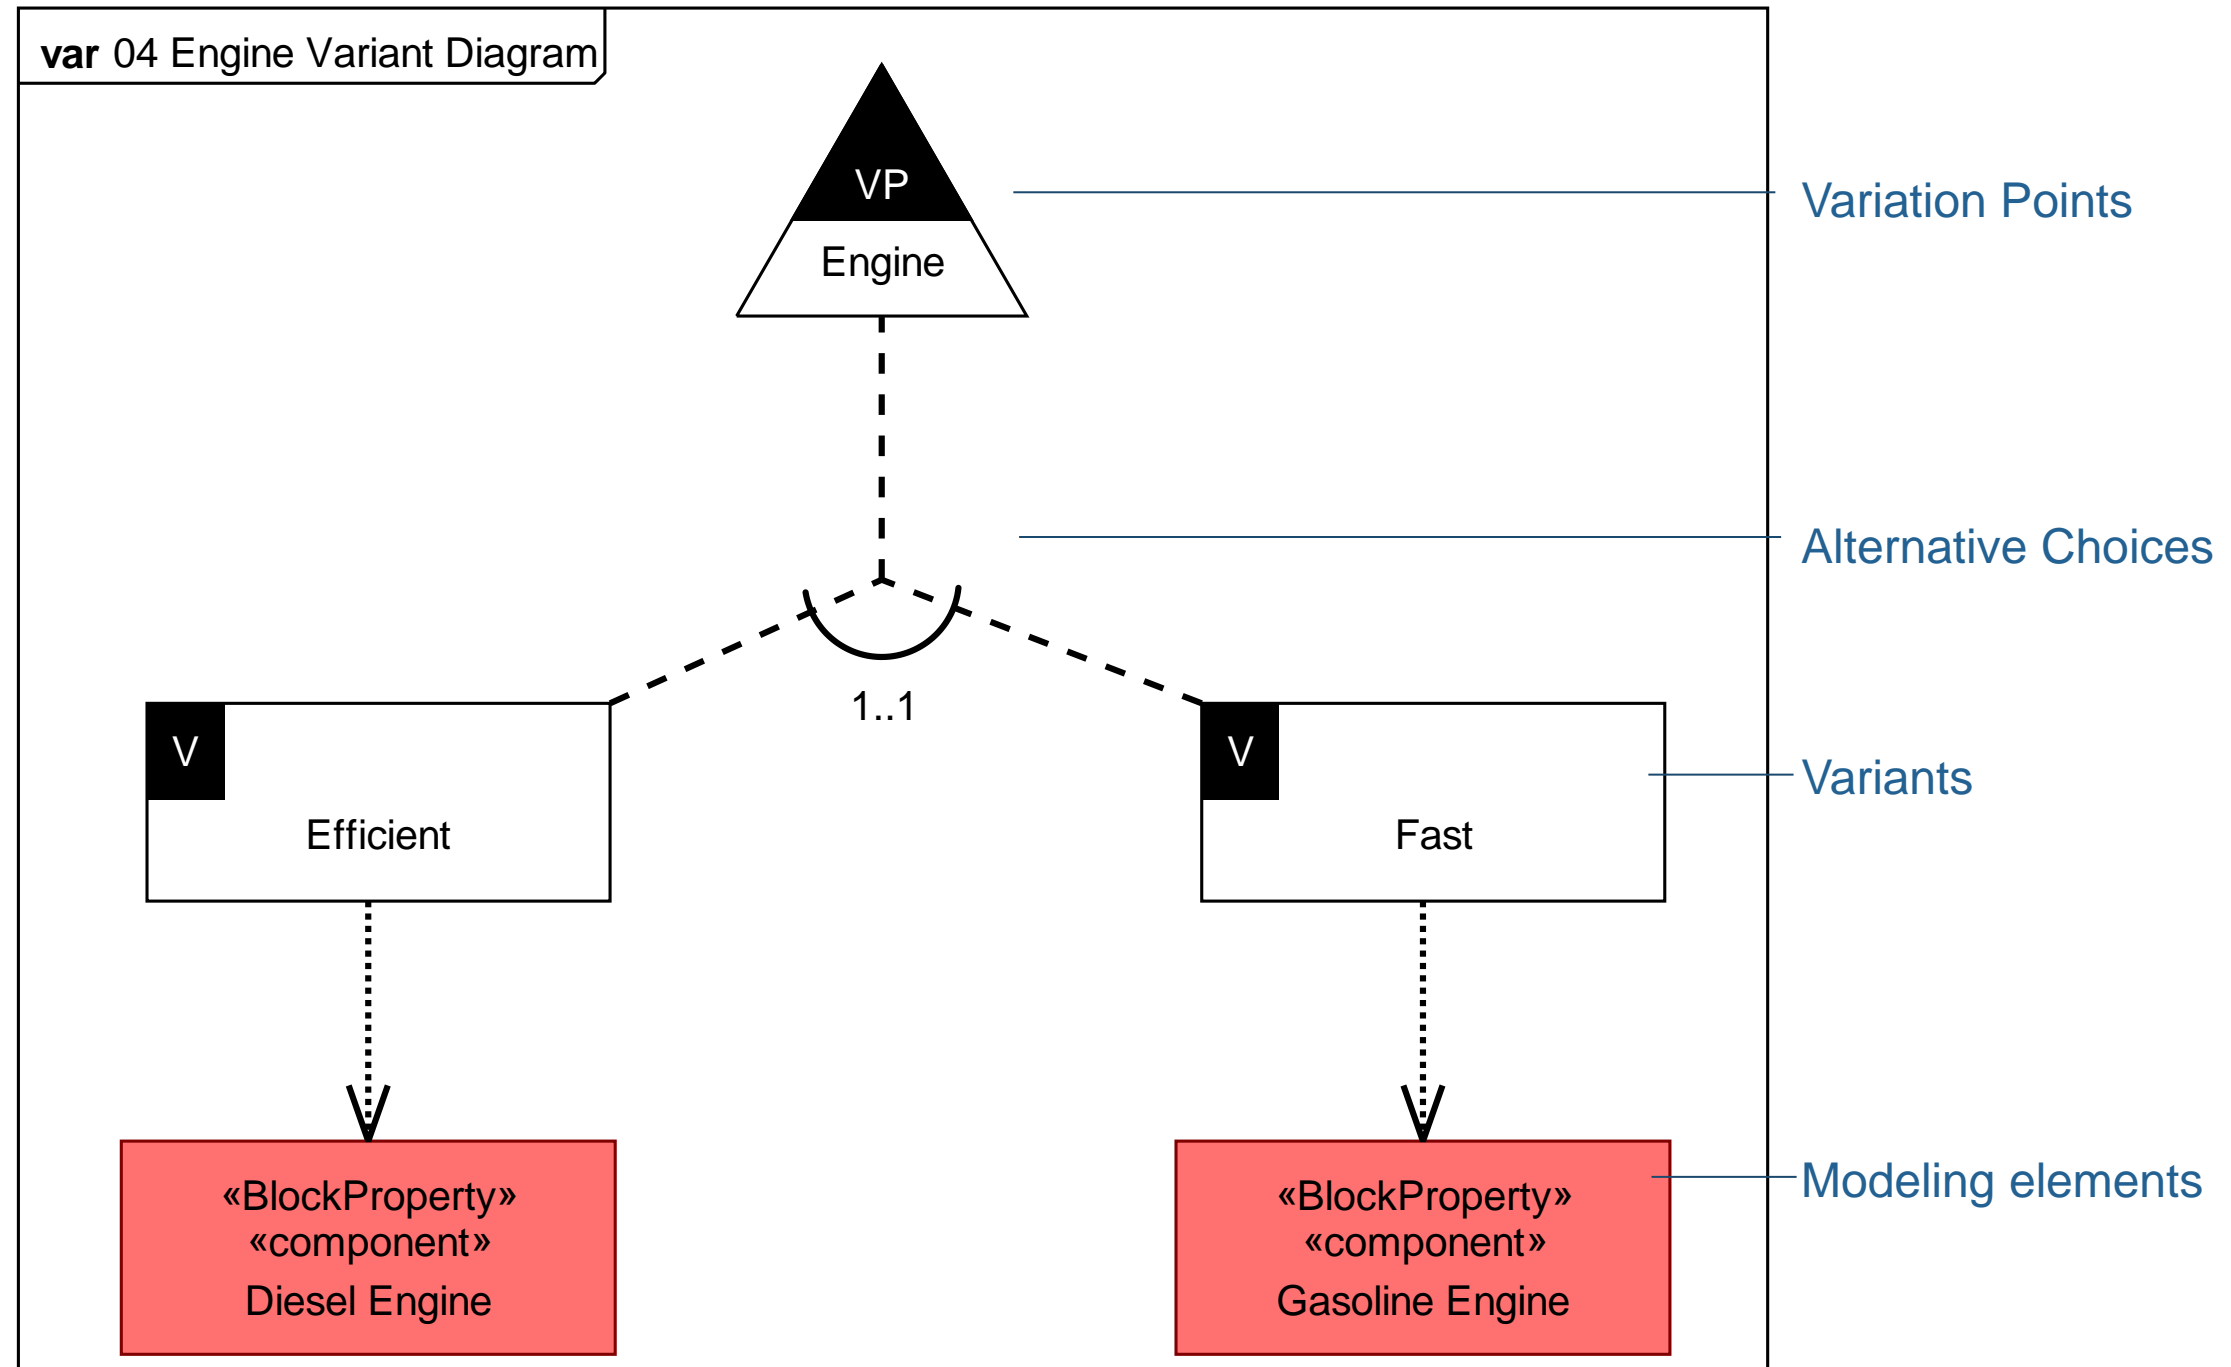 var 04 Engine Variant Diagram
VP
Engine
Variation Points
Alternative Choices
1..1
V
Efficient
V
Fast
Variants
«BlockProperty»
«component»
Diesel Engine
«BlockProperty»
«component»
Gasoline Engine
Modeling elements